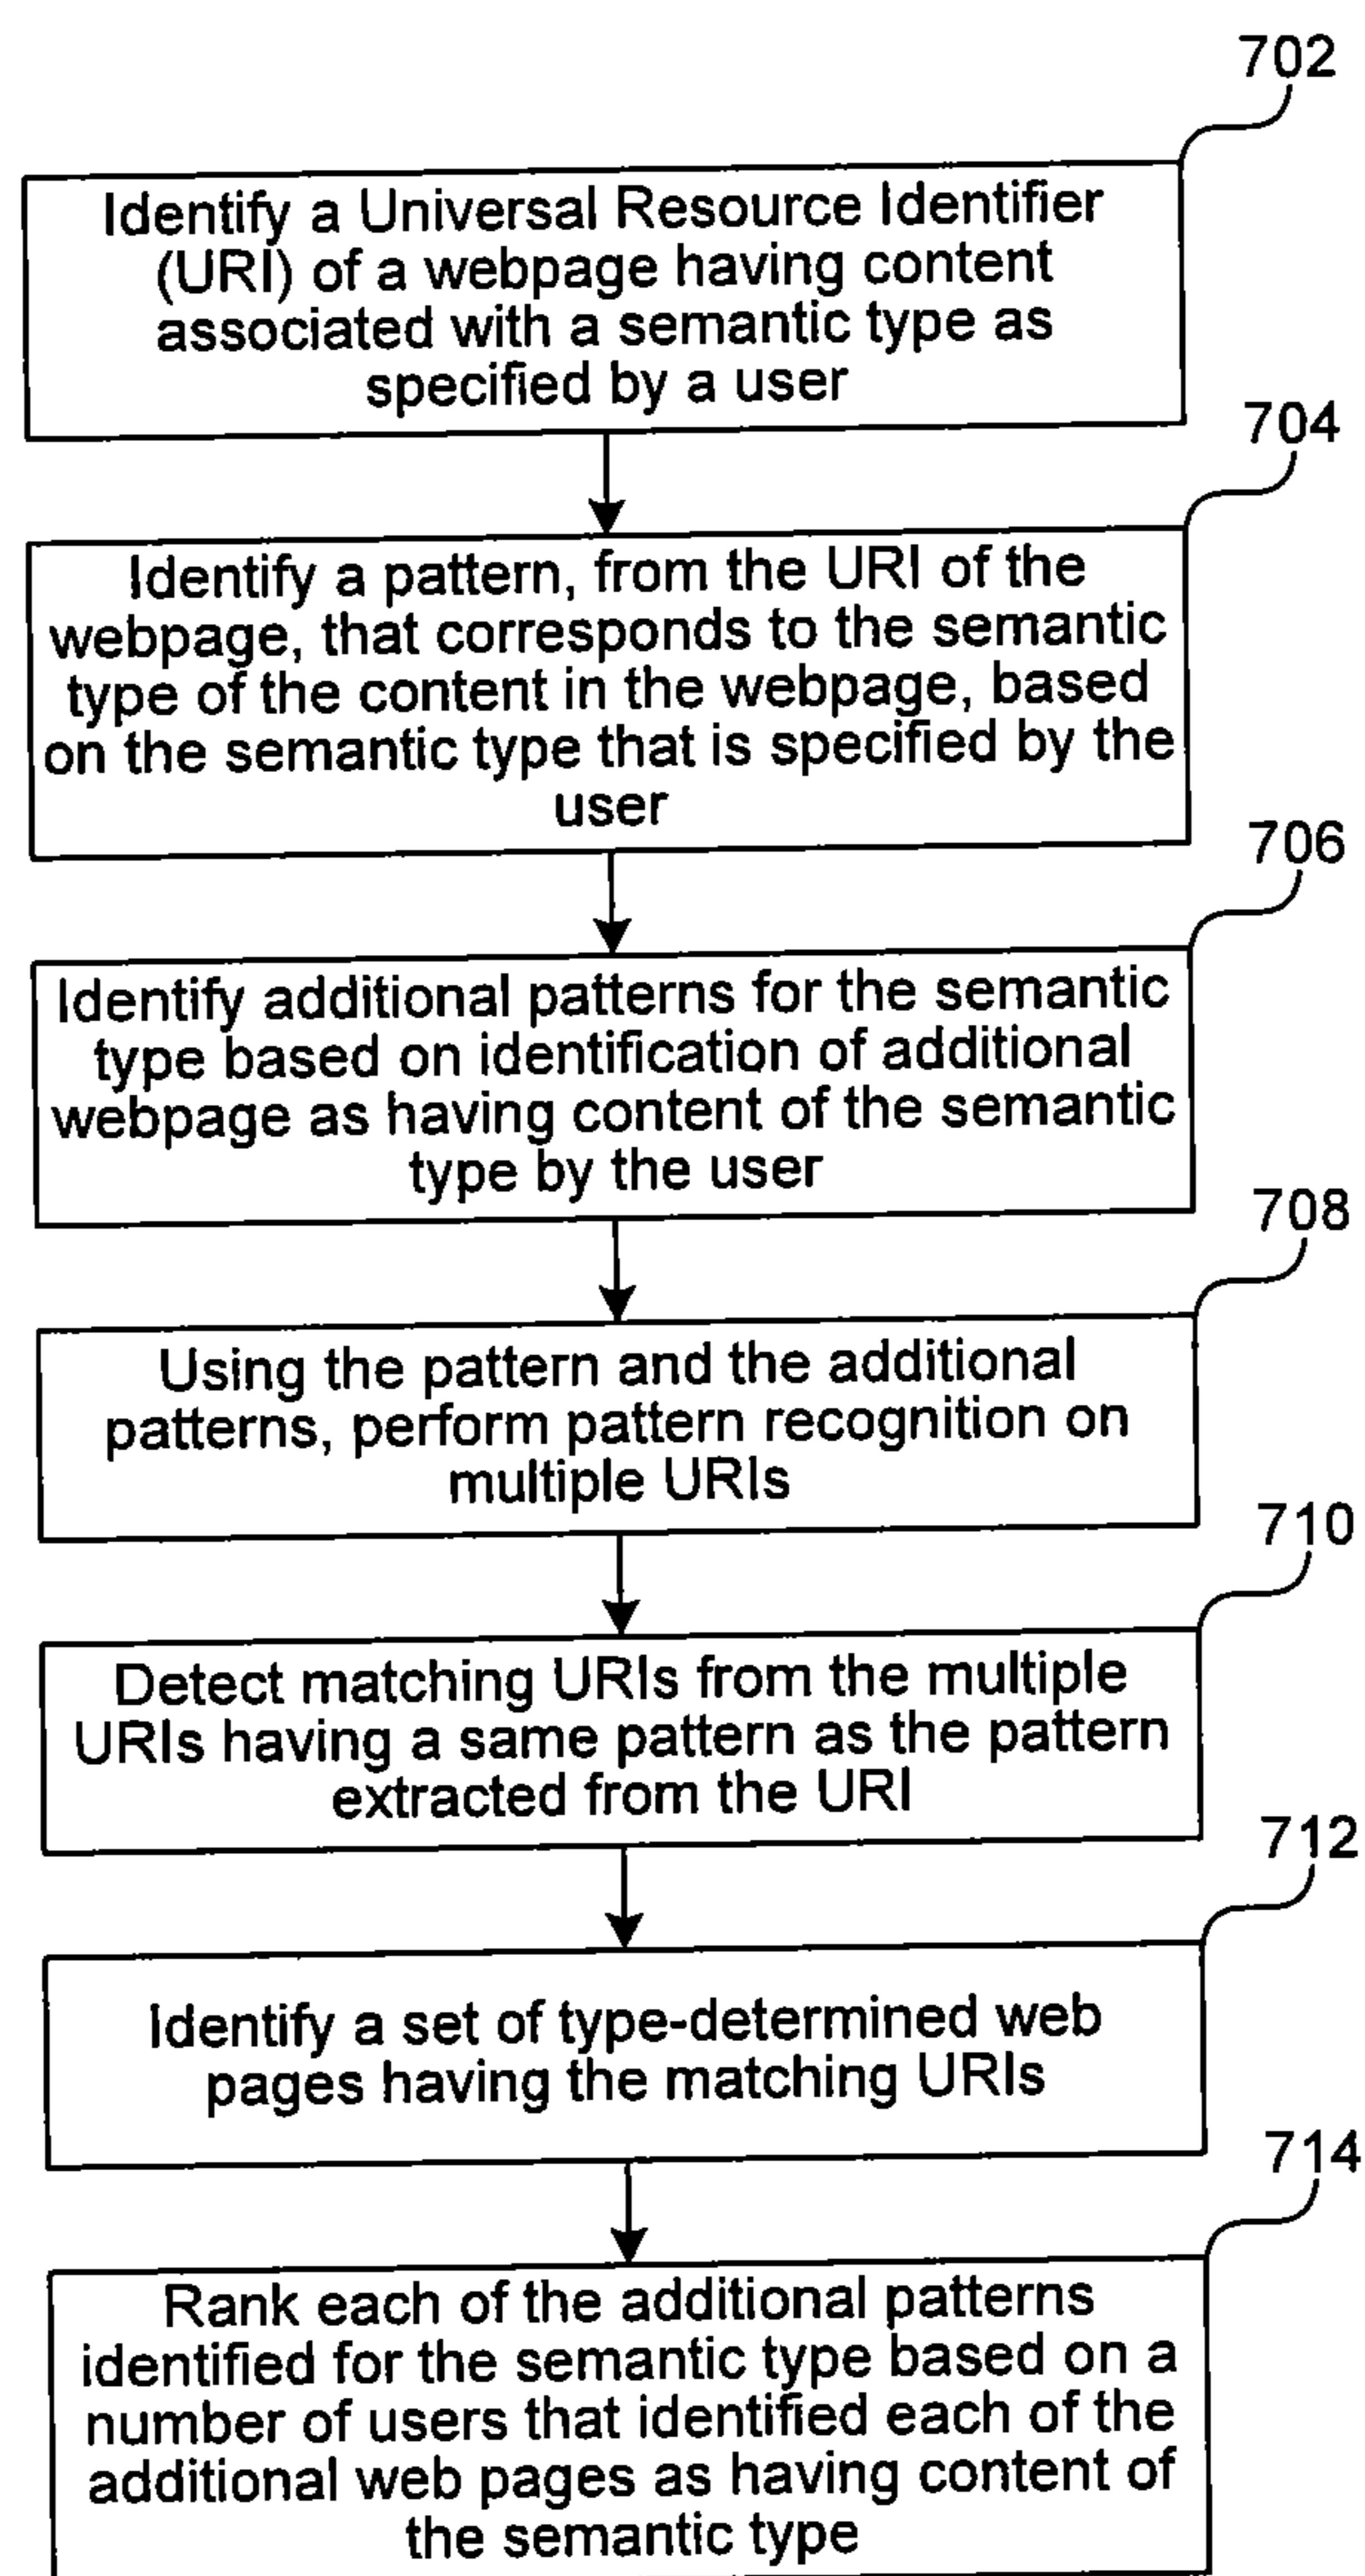 702
Identify a Universal Resource Identifier
(URI) of a webpage having content
associated with a semantic type as
specified by a user
704
Identify a pattern, from the URI of the
webpage, that corresponds to the semantic
type of the content in the webpage, based
on the semantic type that is specified by the
user
706
Identify additional patterns for the semantic
type based on identification of additional
webpage as having content of the semantic
type by the user
708
Using the pattern and the additional
patterns, perform pattern recognition on
multiple URIs
710
Detect matching URIs from the multiple
URIs having a same pattern as the pattern
extracted from the URI
712
Identify a set of type-determined web
pages having the matching URIs
714
Rank each of the additional patterns
identified for the semantic type based on a
number of users that identified each of the
additional web pages as having content of
the semantic type